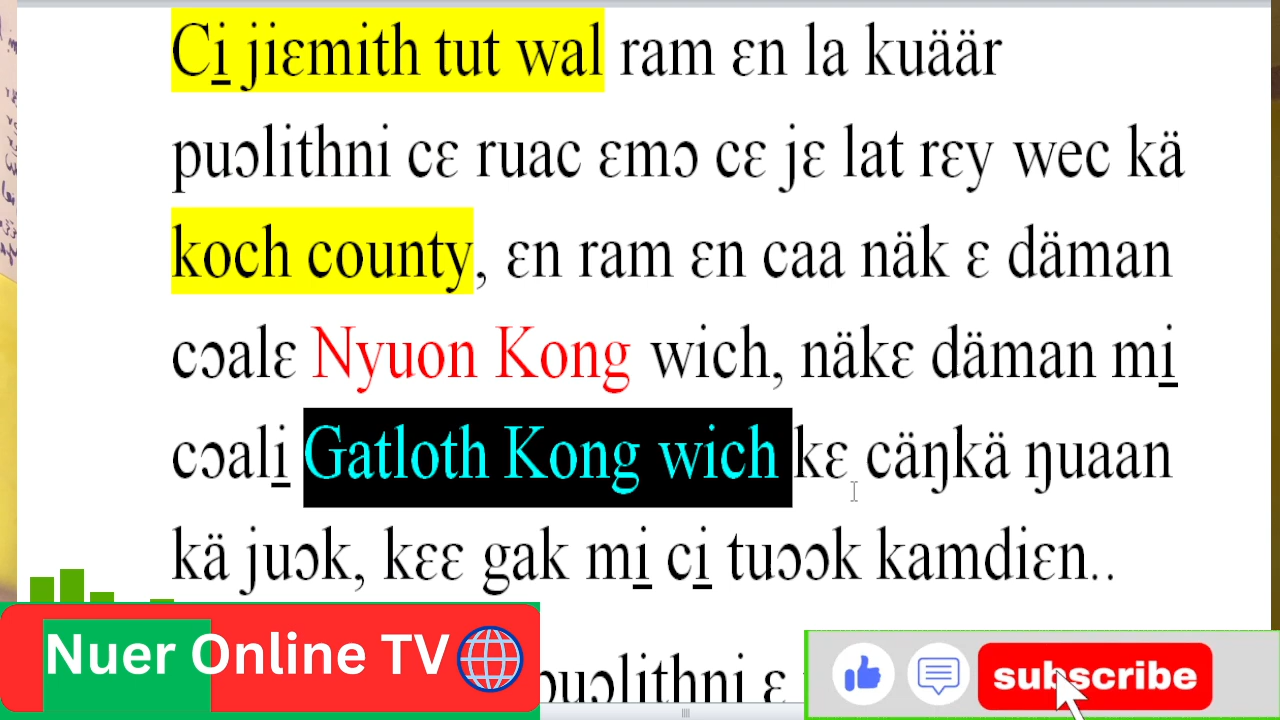 Ci̱ jiɛmith tut wal ram ɛn la kuäär
puɔlithni cɛ ruac ɛmɔ cɛ jɛ lat rɛy wec kä
koch county, ɛn ram ɛn caa näk ɛ däman
cɔalɛ Nyuon Kong wich, näkɛ däman mi̱
cɔali̱ Gatloth Kong wich kɛ cäŋkä ŋuaan
kä juɔk, kɛɛ gak mi̱ ci̱ tuɔɔk kamdiɛn..
puɔlithni ɛ
Nuer Online TV
subscribe